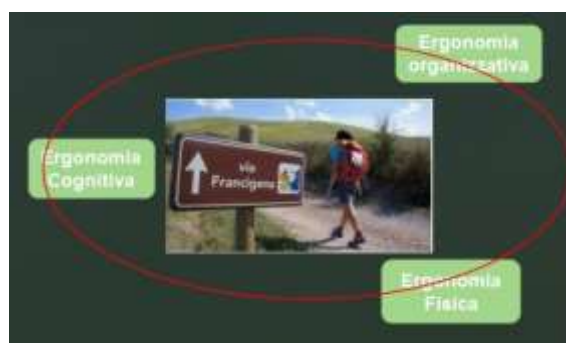 Ergonomia
organizzativa
Ergonomia
Cognitiva
via
Francigena
Ergonomia
Fisica